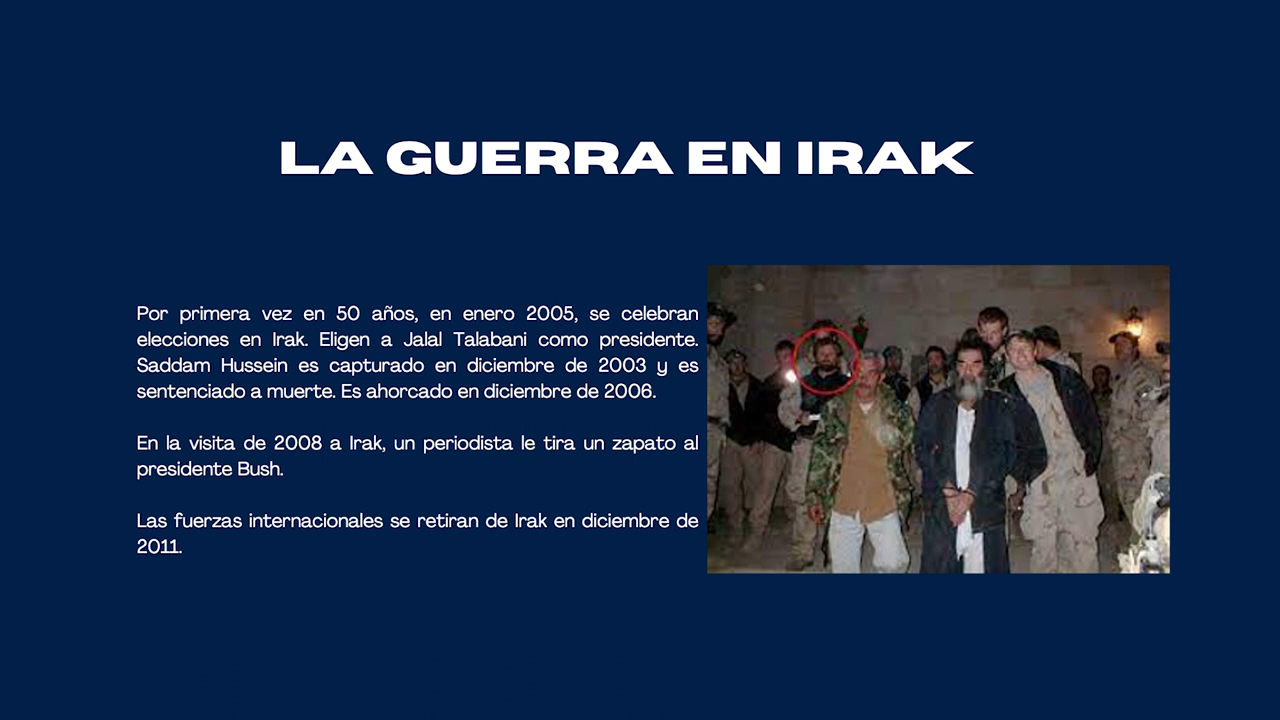 LA GUERRA EN IRAK
Por primera vez en 50 años, en enero 2005, se celebran
elecciones en Irak. Eligen a Jalal Talabani como presidente.
Saddam Hussein es capturado en diciembre de 2003 y es
sentenciado a muerte. Es ahorcado en diciembre de 2006.
En la visita de 2008 a Irak, un periodista le tira un zapato al
presidente Bush.
Las fuerzas internacionales se retiran de Irak en diciembre de
2011.